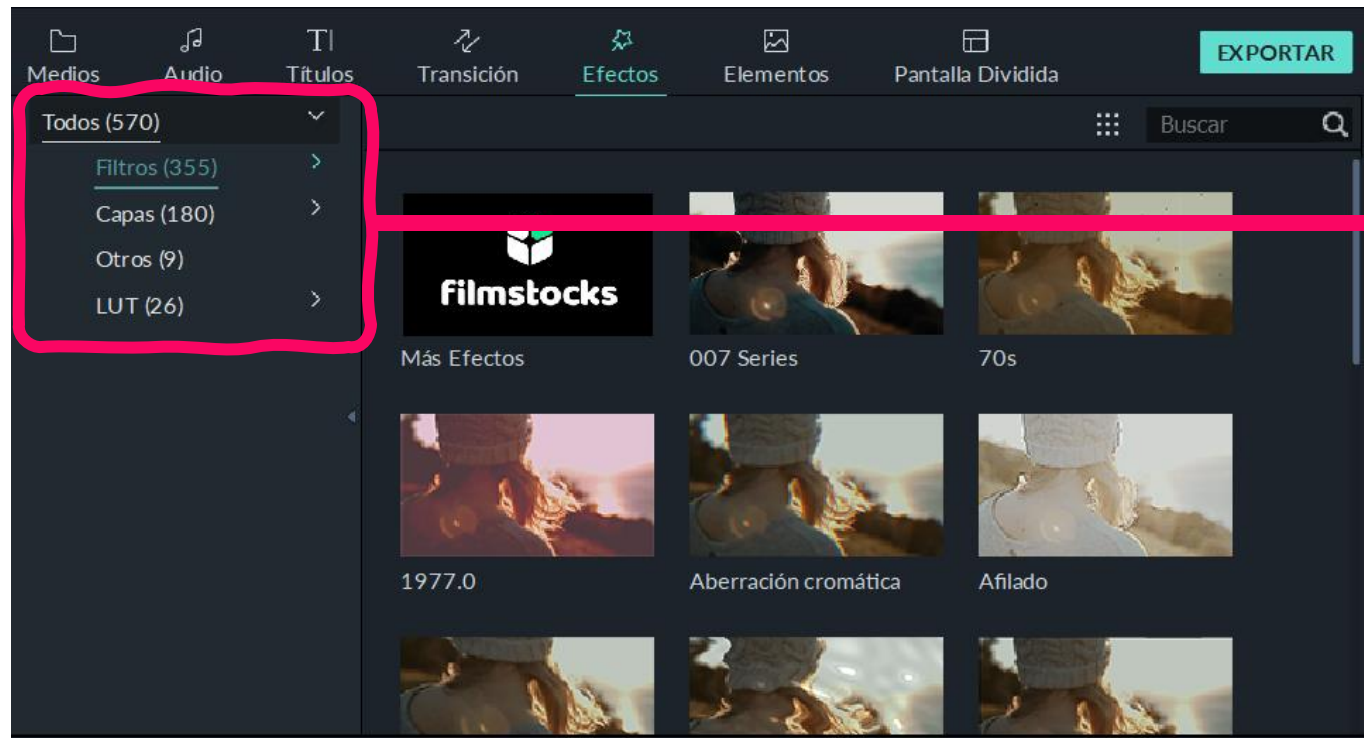 Medios Audio Títulos Transición Efectos Elementos Pantalla Dividida EXPORTAR
Todos (570)
Buscar
Filtros (355)
Capas (180)
Otros (9)
LUT (26)
filmstocks
Más Efectos 007 Series 70s
1977.0 Aberración cromática Afilado